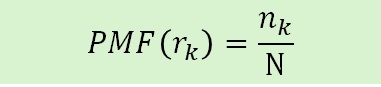 PMF(r_k) = n_k / N